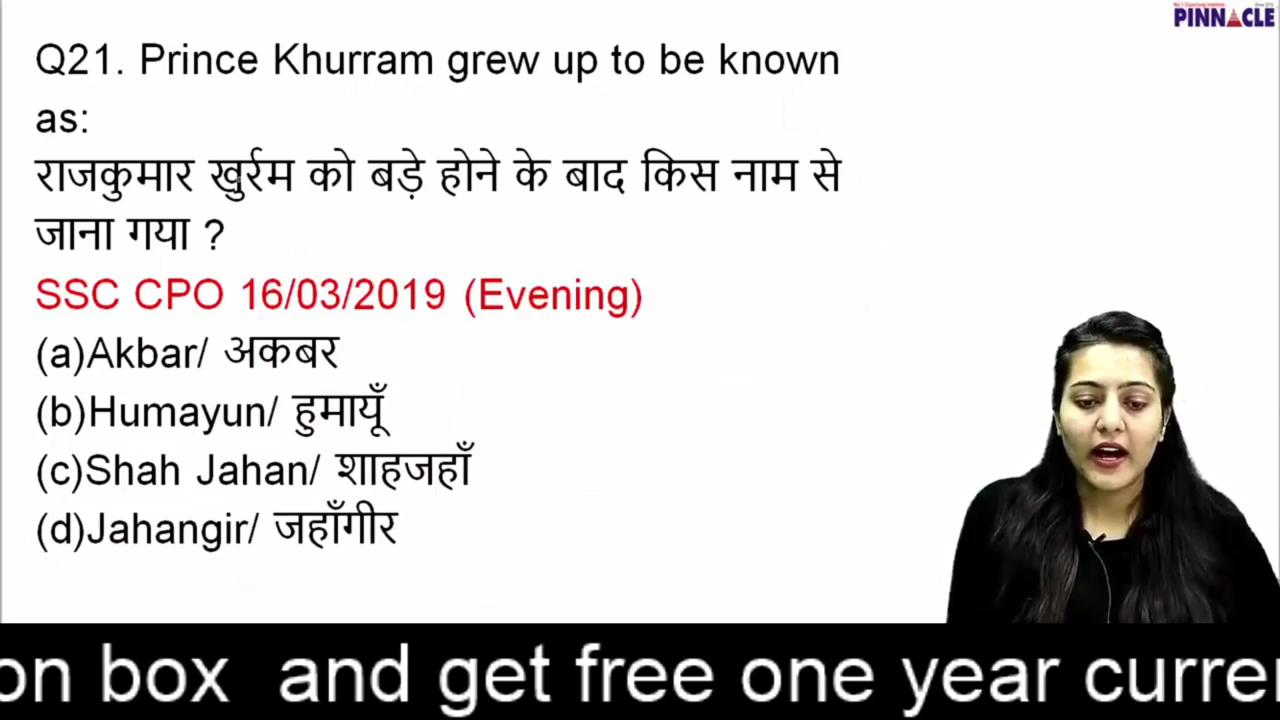 PINNACLE
Q21. Prince Khurram grew up to be known
as:
राजकुमार खुर्रम को बड़े होने के बाद किस नाम से
जाना गया ?
SSC CPO 16/03/2019 (Evening)
(a)Akbar/ अकबर
(b)Humayun/ हुमायूँ
(c)Shah Jahan/ शाहजहाँ
(d)Jahangir/ जहाँगीर
on box and get free one year curre